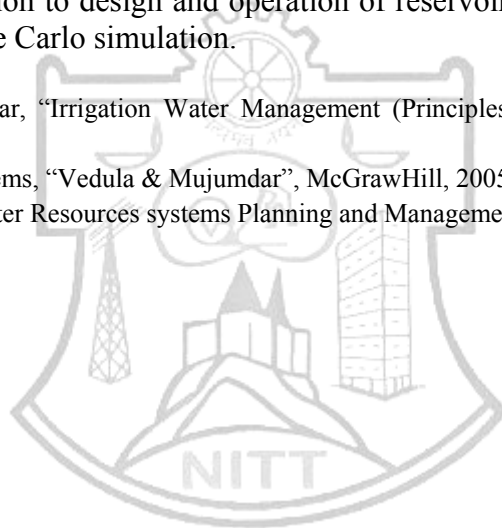 ion to design and operation of reservoi
e Carlo simulation.
ar, “Irrigation Water Management (Principles
ems, “Vedula & Mujumdar”, McGrawHill, 2005
ter Resources systems Planning and Manageme
NITT